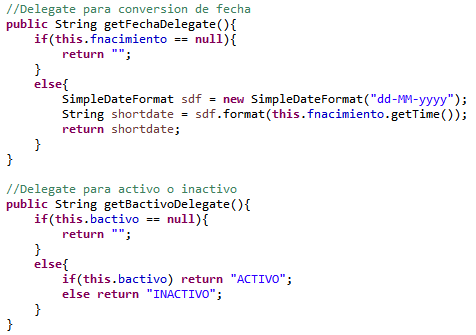 //Delegate para conversion de fecha
public String getFechaDelegate(){
    if(this.fnacimiento == null){
        return "";
    }
    else{
        SimpleDateFormat sdf = new SimpleDateFormat("dd-MM-yyyy");
        String shortdate = sdf.format(this.fnacimiento.getTime());
        return shortdate;
    }
}

//Delegate para activo o inactivo
public String getBactivoDelegate(){
    if(this.bactivo == null){
        return "";
    }
    else{
        if(this.bactivo) return "ACTIVO";
        else return "INACTIVO";
    }
}